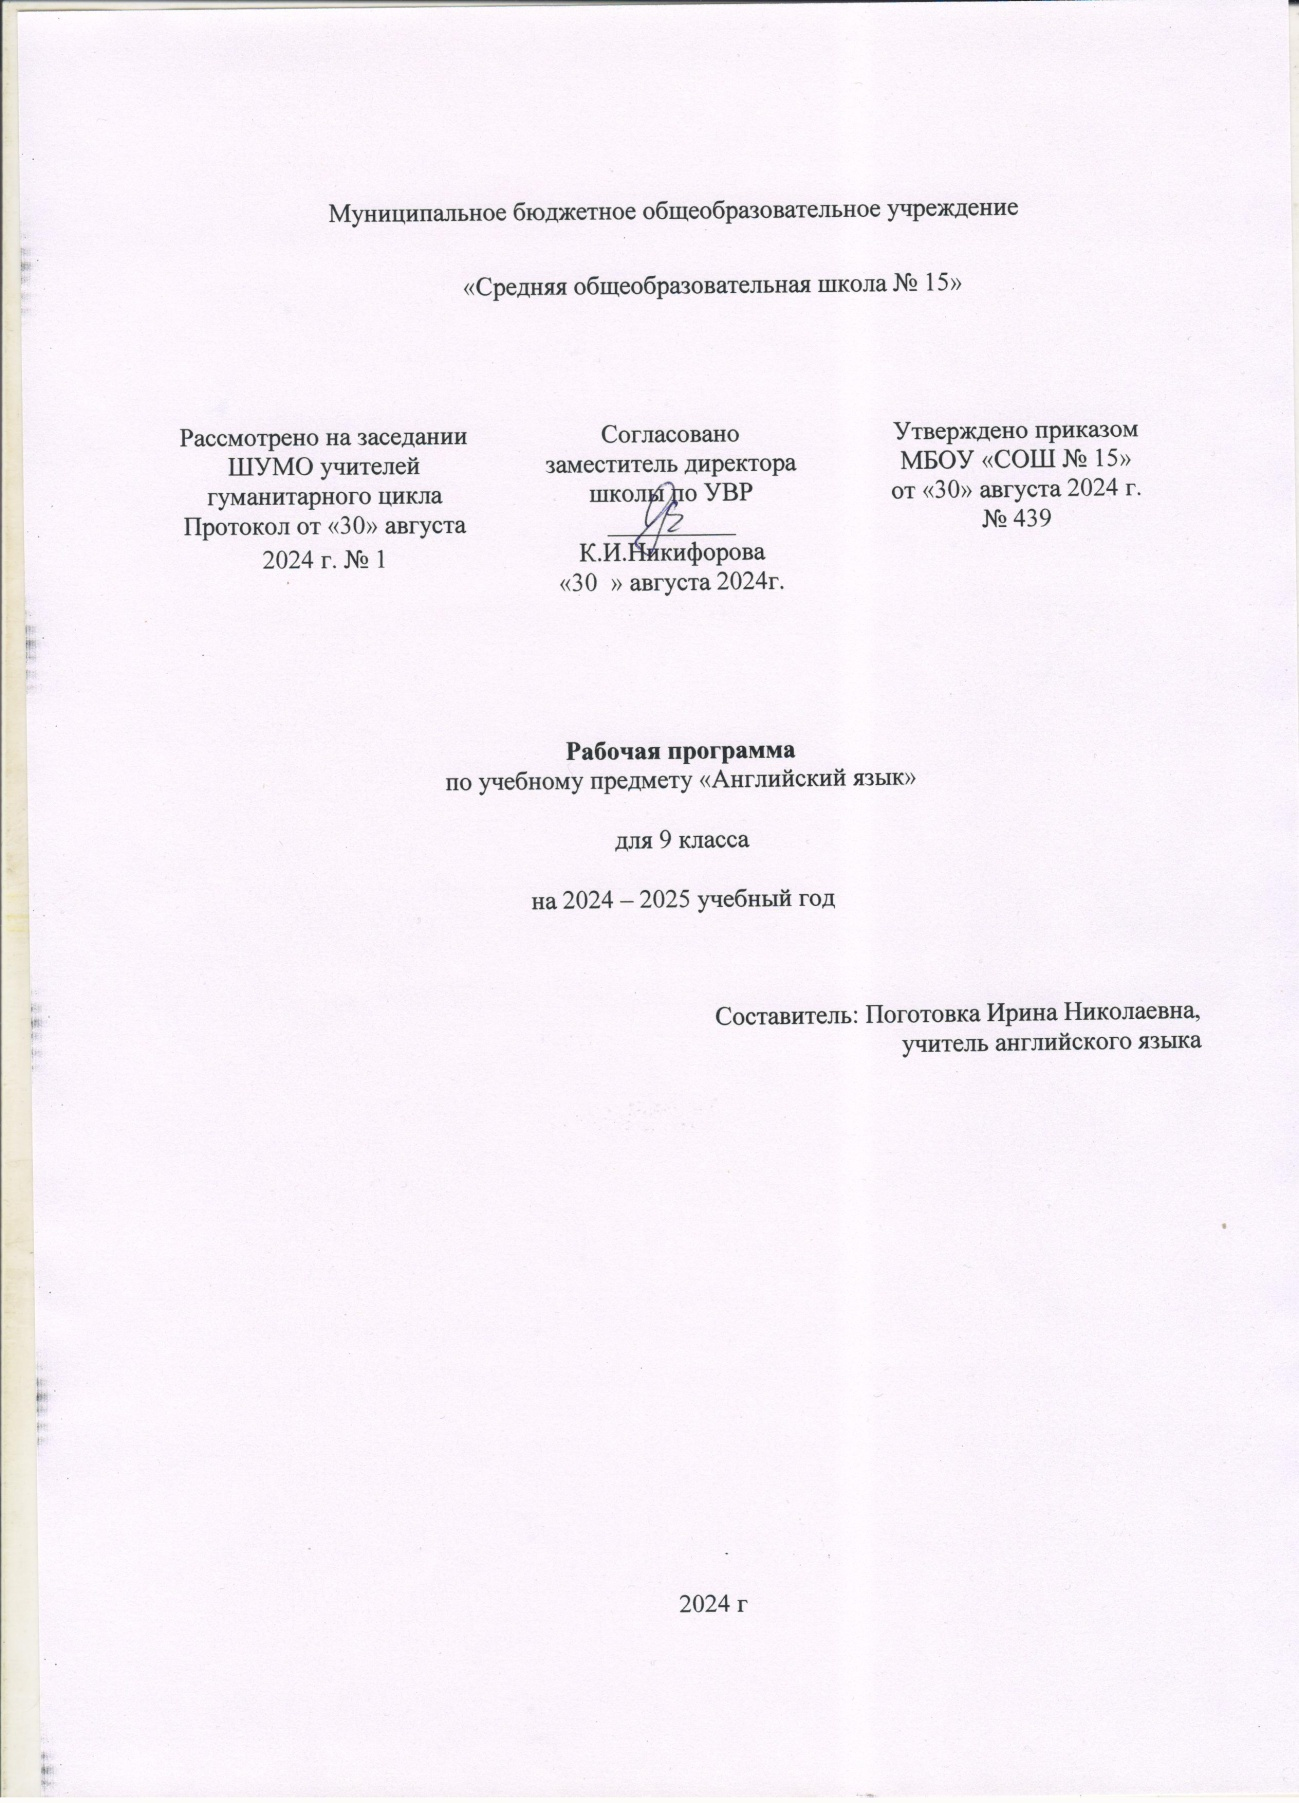 Муниципальное бюджетное общеобразовательное учреждение
«Средняя общеобразовательная школа № 15»
Рассмотрено на заседании
ШУМО учителей
гуманитарного цикла
Протокол от «30» августа
2024 г. № 1
Согласовано
заместитель директора
школы по УВР
К.И.Никифорова
«30 » августа 2024г.
Утверждено приказом
МБОУ «СОШ № 15»
от «30» августа 2024 г.
№ 439
Рабочая программа
по учебному предмету «Английский язык»
для 9 класса
на 2024 – 2025 учебный год
Составитель: Поготовка Ирина Николаевна,
учитель английского языка
2024 г